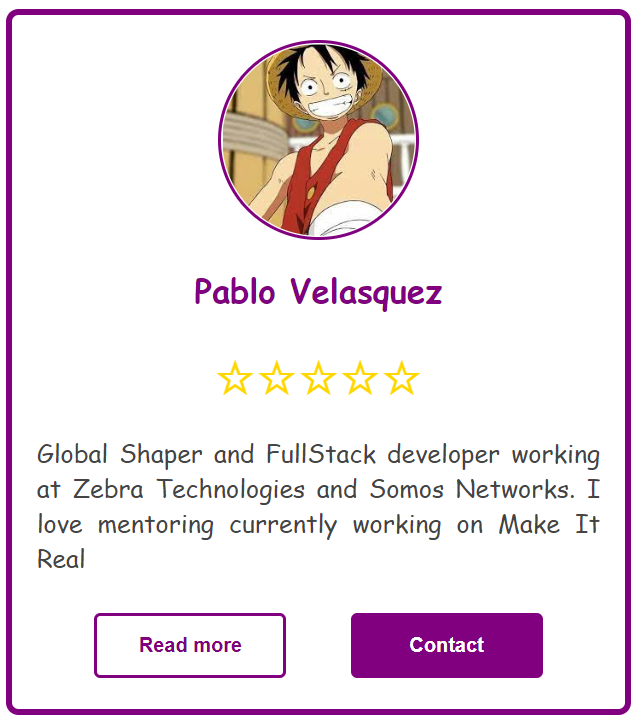 Pablo Velasquez
☆☆☆☆☆
Global Shaper and FullStack developer working
at Zebra Technologies and Somos Networks. I
love mentoring currently working on Make It
Real
Read more
Contact